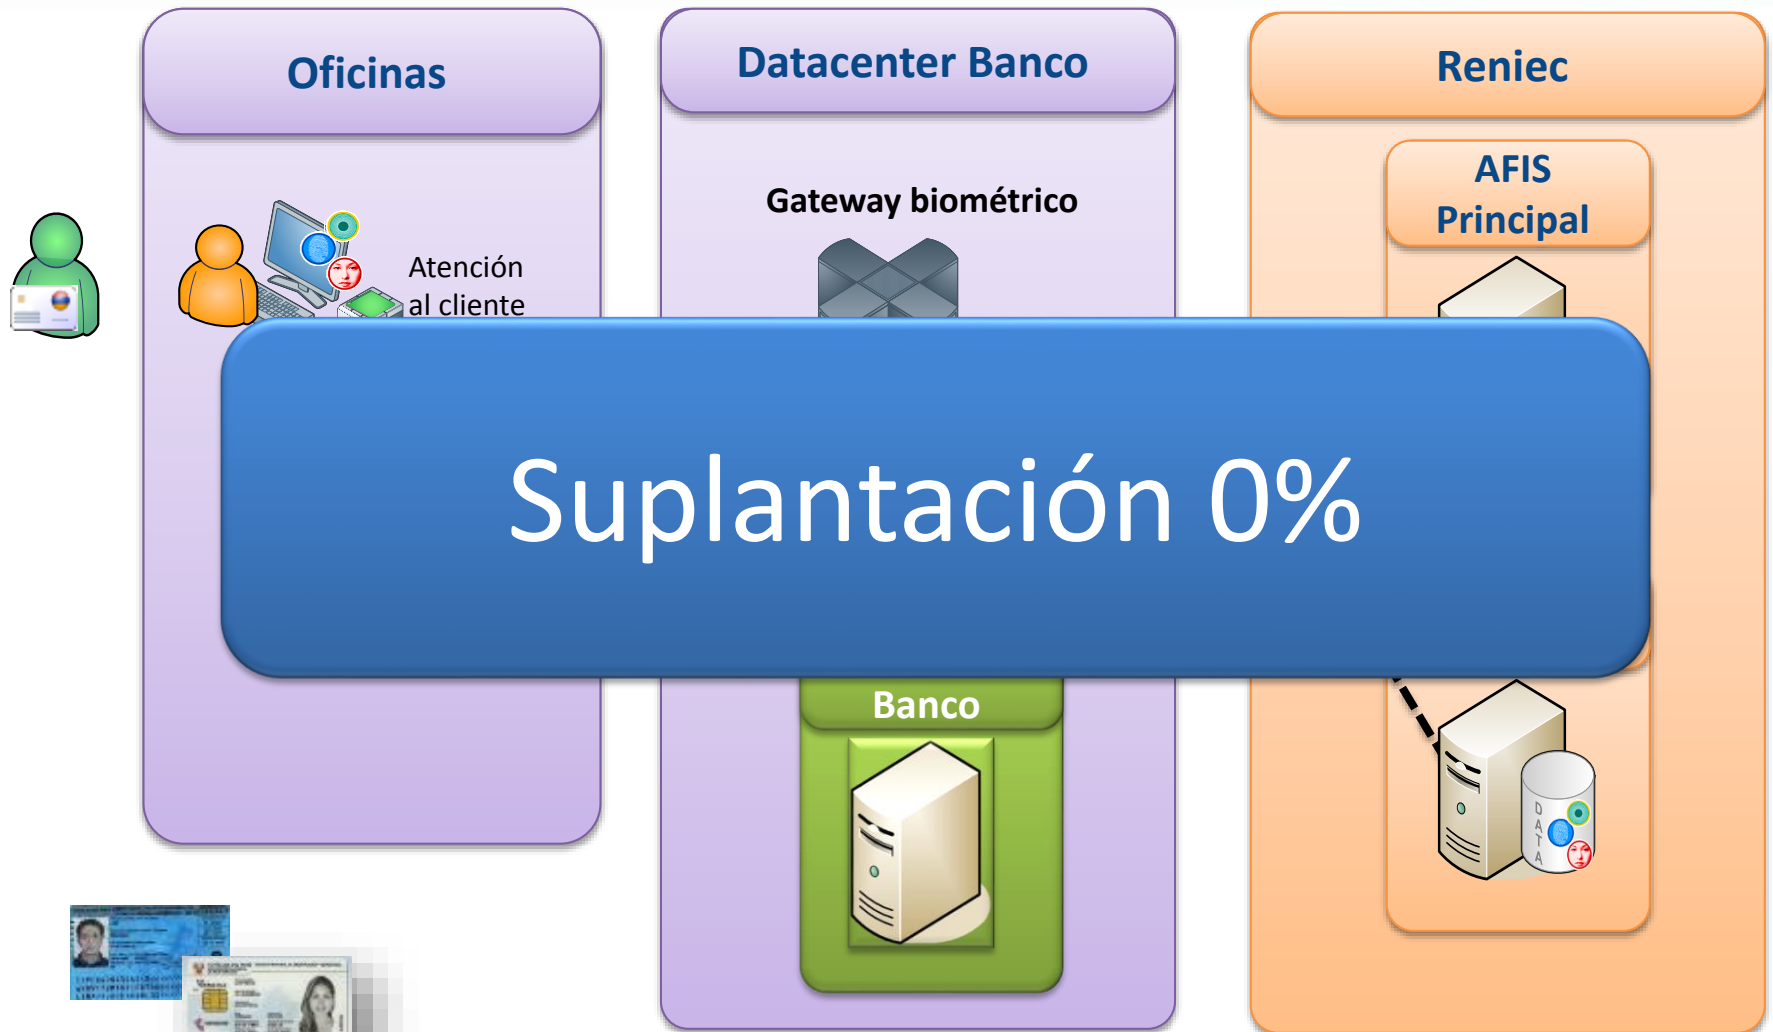 Oficinas
Datacenter Banco
Reniec
AFIS
Principal
Gateway biométrico
Atención
al cliente
Suplantación 0%
Banco
DATA